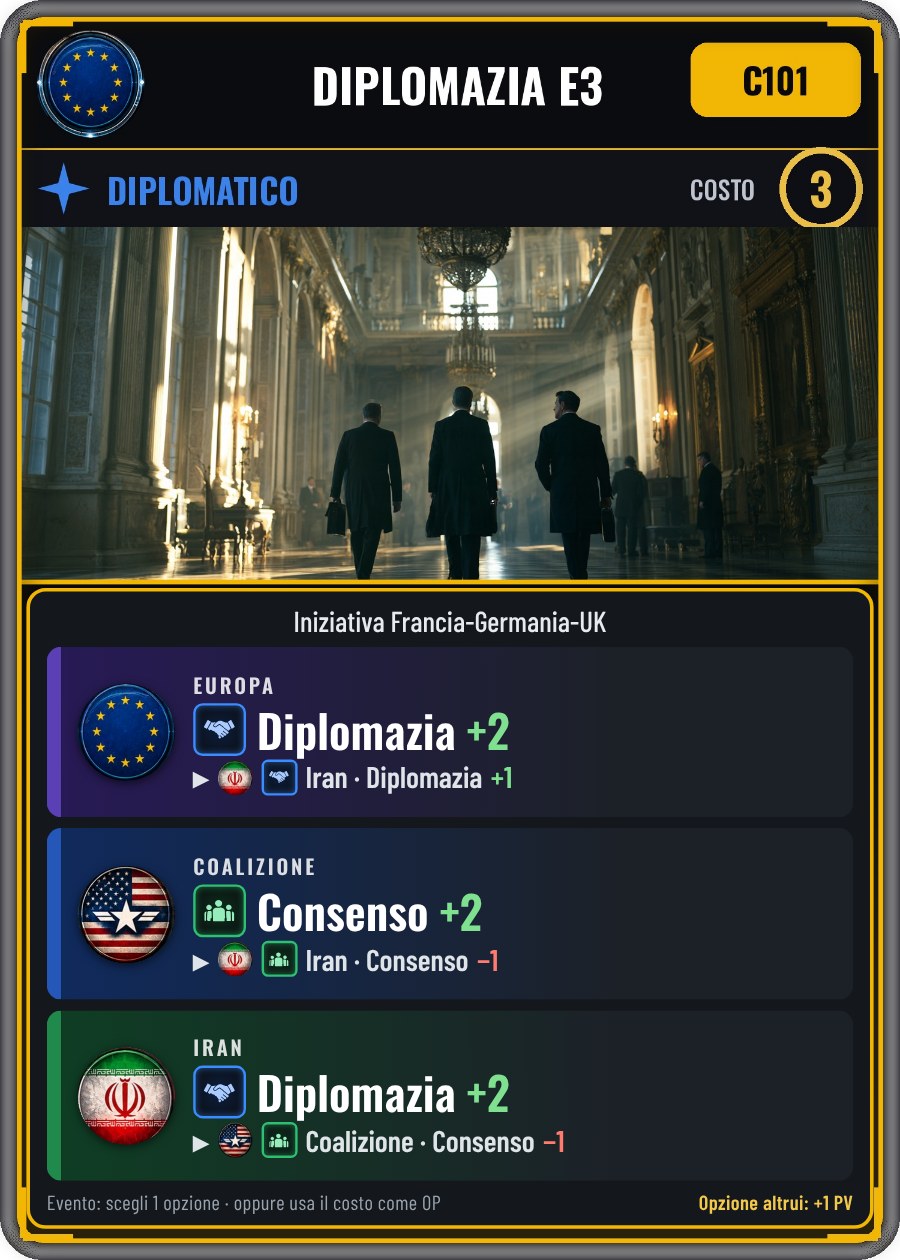 DIPLOMAZIA E3
C101
DIPLOMATICO
COSTO
3
Iniziativa Francia-Germania-UK
EUROPA
Diplomazia +2
▶ Iran · Diplomazia +1
COALIZIONE
Consenso +2
▶ Iran · Consenso −1
IRAN
Diplomazia +2
▶ Coalizione · Consenso −1
Evento: scegli 1 opzione · oppure usa il costo come OP
Opzione altrui: +1 PV